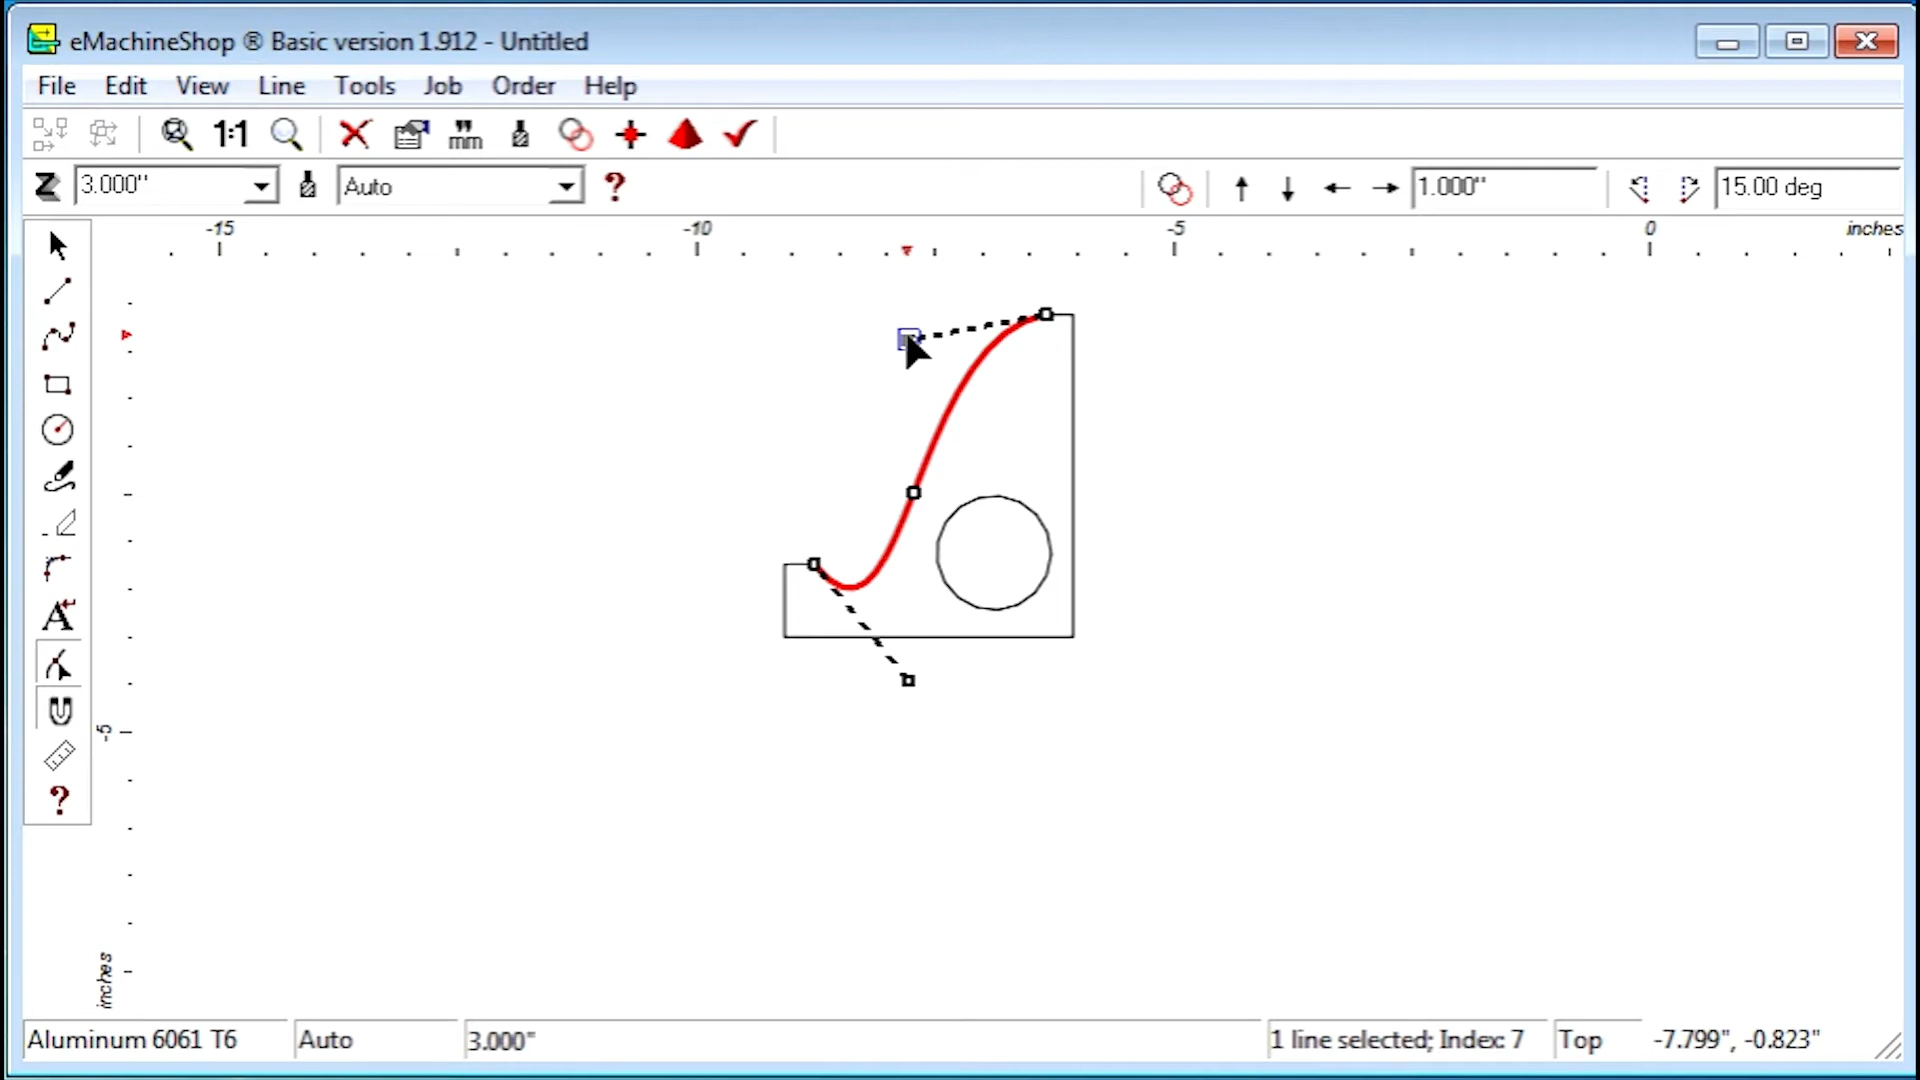 eMachineShop ® Basic version 1.912 - Untitled
File Edit View Line Tools Job Order Help
1:1 mm
3.000" Auto ? 1.000" 15.00 deg
-15 -10 -5 0 inches
A
-5
?
inches
Aluminum 6061 T6 Auto 3.000" 1 line selected; Index: 7 Top -7.799", -0.823"